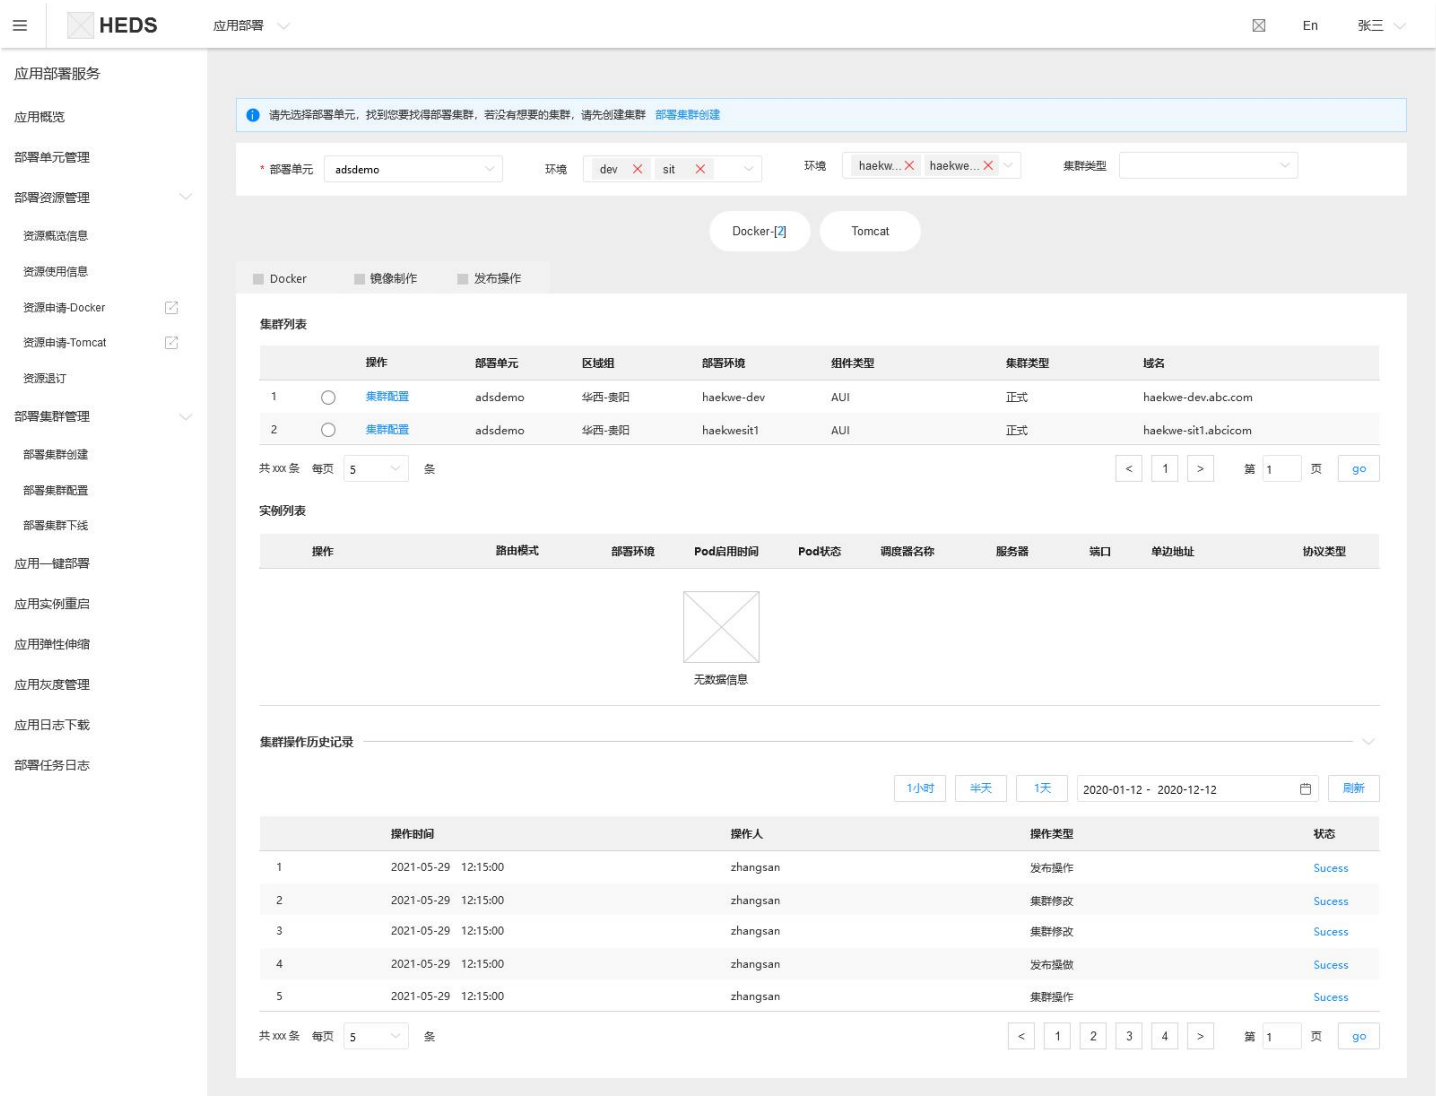 HEDS 应用部署 En 张三
应用部署服务
应用概览
部署单元管理
部署资源管理
资源概览信息
资源使用信息
资源申请-Docker
资源申请-Tomcat
资源退订
部署集群管理
部署集群创建
部署集群配置
部署集群下线
应用一键部署
应用实例重启
应用弹性伸缩
应用灰度管理
应用日志下载
部署任务日志
请先选择部署单元，找到您要找得部署集群，若没有想要的集群，请先创建集群 部署集群创建
* 部署单元 adsdemo 环境 dev sit 环境 haekw... haekwe... 集群类型
Docker-[2] Tomcat
Docker 镜像制作 发布操作
集群列表
操作 部署单元 区域组 部署环境 组件类型 集群类型 域名
1 集群配置 adsdemo 华西-贵阳 haekwe-dev AUI 正式 haekwe-dev.abc.com
2 集群配置 adsdemo 华西-贵阳 haekwesit1 AUI 正式 haekwe-sit1.abcicom
共 xxx 条 每页 5 条 < 1 > 第 1 页 go
实例列表
操作 路由模式 部署环境 Pod启用时间 Pod状态 调度器名称 服务器 端口 单边地址 协议类型
无数据信息
集群操作历史记录
1小时 半天 1天 2020-01-12 - 2020-12-12 刷新
操作时间 操作人 操作类型 状态
1 2021-05-29 12:15:00 zhangsan 发布操作 Sucess
2 2021-05-29 12:15:00 zhangsan 集群修改 Sucess
3 2021-05-29 12:15:00 zhangsan 集群修改 Sucess
4 2021-05-29 12:15:00 zhangsan 发布操做 Sucess
5 2021-05-29 12:15:00 zhangsan 集群操作 Sucess
共 xxx 条 每页 5 条 < 1 2 3 4 > 第 1 页 go